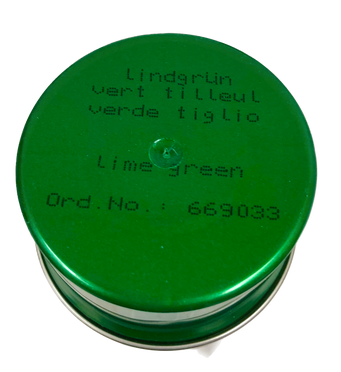 lindgrün
vert tilleul
verde tiglio
lime green
Ord.No.: 669033